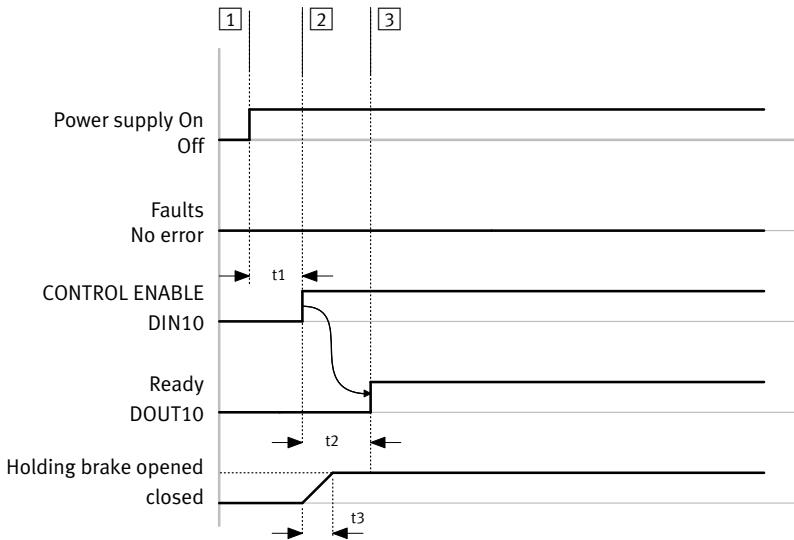 1 2 3
Power supply On
Off
Faults
No error
t1
CONTROL ENABLE
DIN10
Ready
DOUT10
t2
Holding brake opened
closed
t3